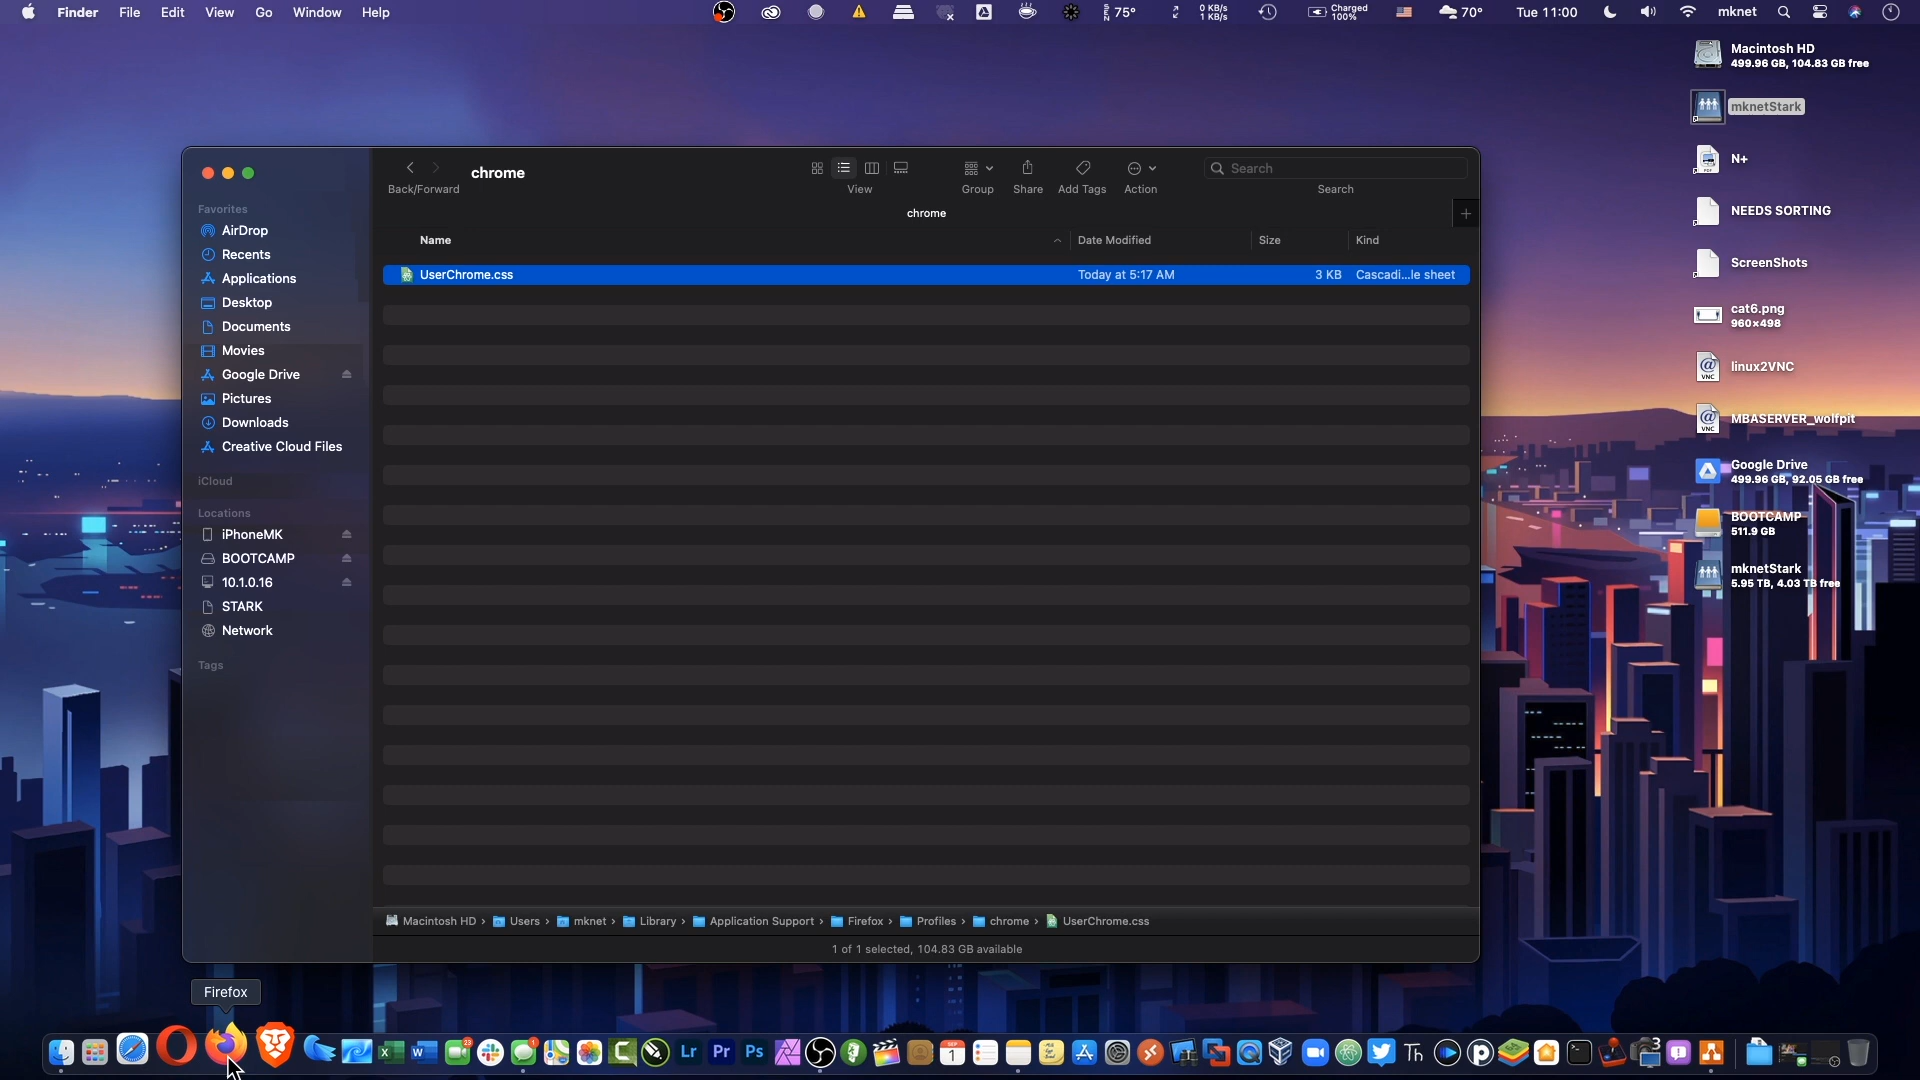 Finder File Edit View Go Window Help
75°
0 KB/s
1 KB/s
Charged
100%
70°
Tue 11:00
mknet
Macintosh HD
499.96 GB, 104.83 GB free
mknetStark
N+
NEEDS SORTING
ScreenShots
cat6.png
960×498
linux2VNC
MBASERVER_wolfpit
Google Drive
499.96 GB, 92.05 GB free
BOOTCAMP
511.9 GB
mknetStark
5.95 TB, 4.03 TB free
chrome
Back/Forward
View
Group
Share
Add Tags
Action
Search
Search
chrome
Name
Date Modified
Size
Kind
UserChrome.css
Today at 5:17 AM
3 KB
Cascadi...le sheet
Favorites
AirDrop
Recents
Applications
Desktop
Documents
Movies
Google Drive
Pictures
Downloads
Creative Cloud Files
iCloud
Locations
iPhoneMK
BOOTCAMP
10.1.0.16
STARK
Network
Tags
Macintosh HD › Users › mknet › Library › Application Support › Firefox › Profiles › chrome › UserChrome.css
1 of 1 selected, 104.83 GB available
Firefox